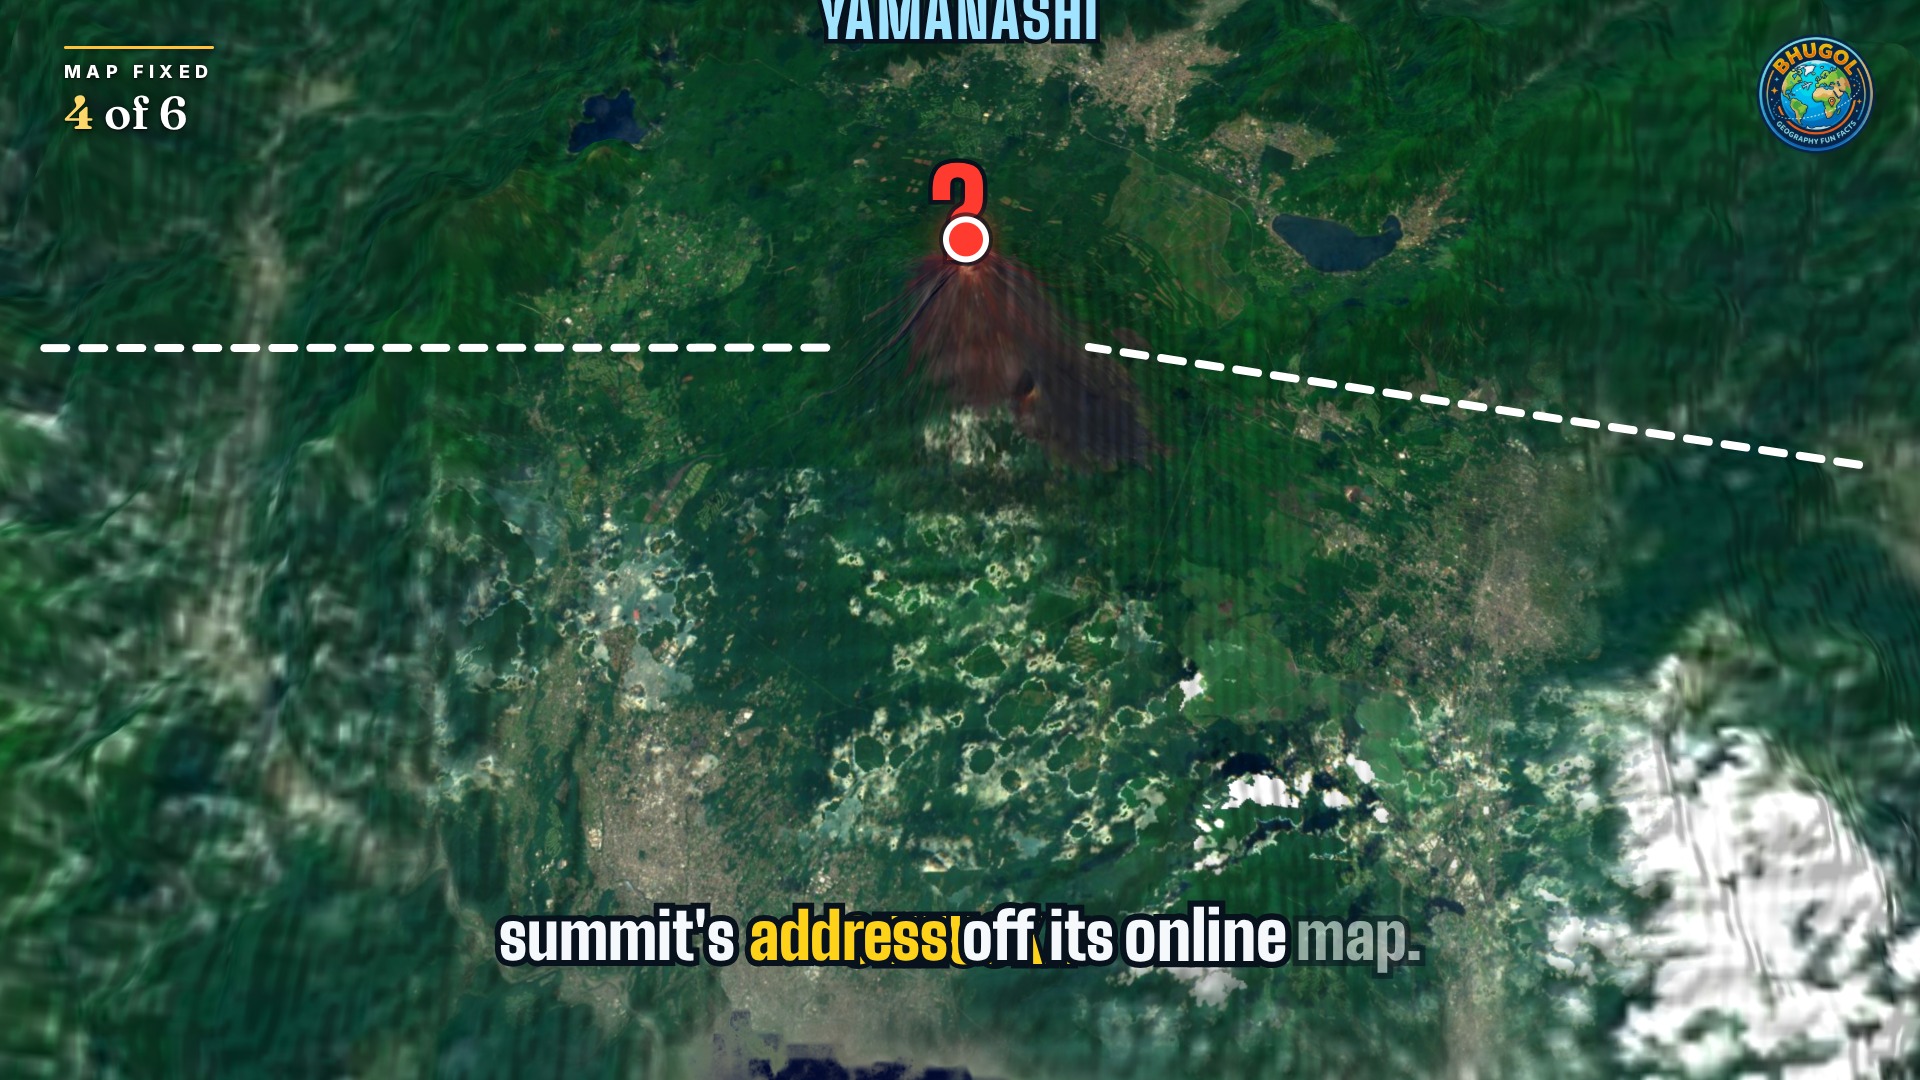 YAMANASHI
MAP FIXED
4 of 6
BHUGOL
GEOGRAPHY FUN FACTS
?
summit's address off its online map.